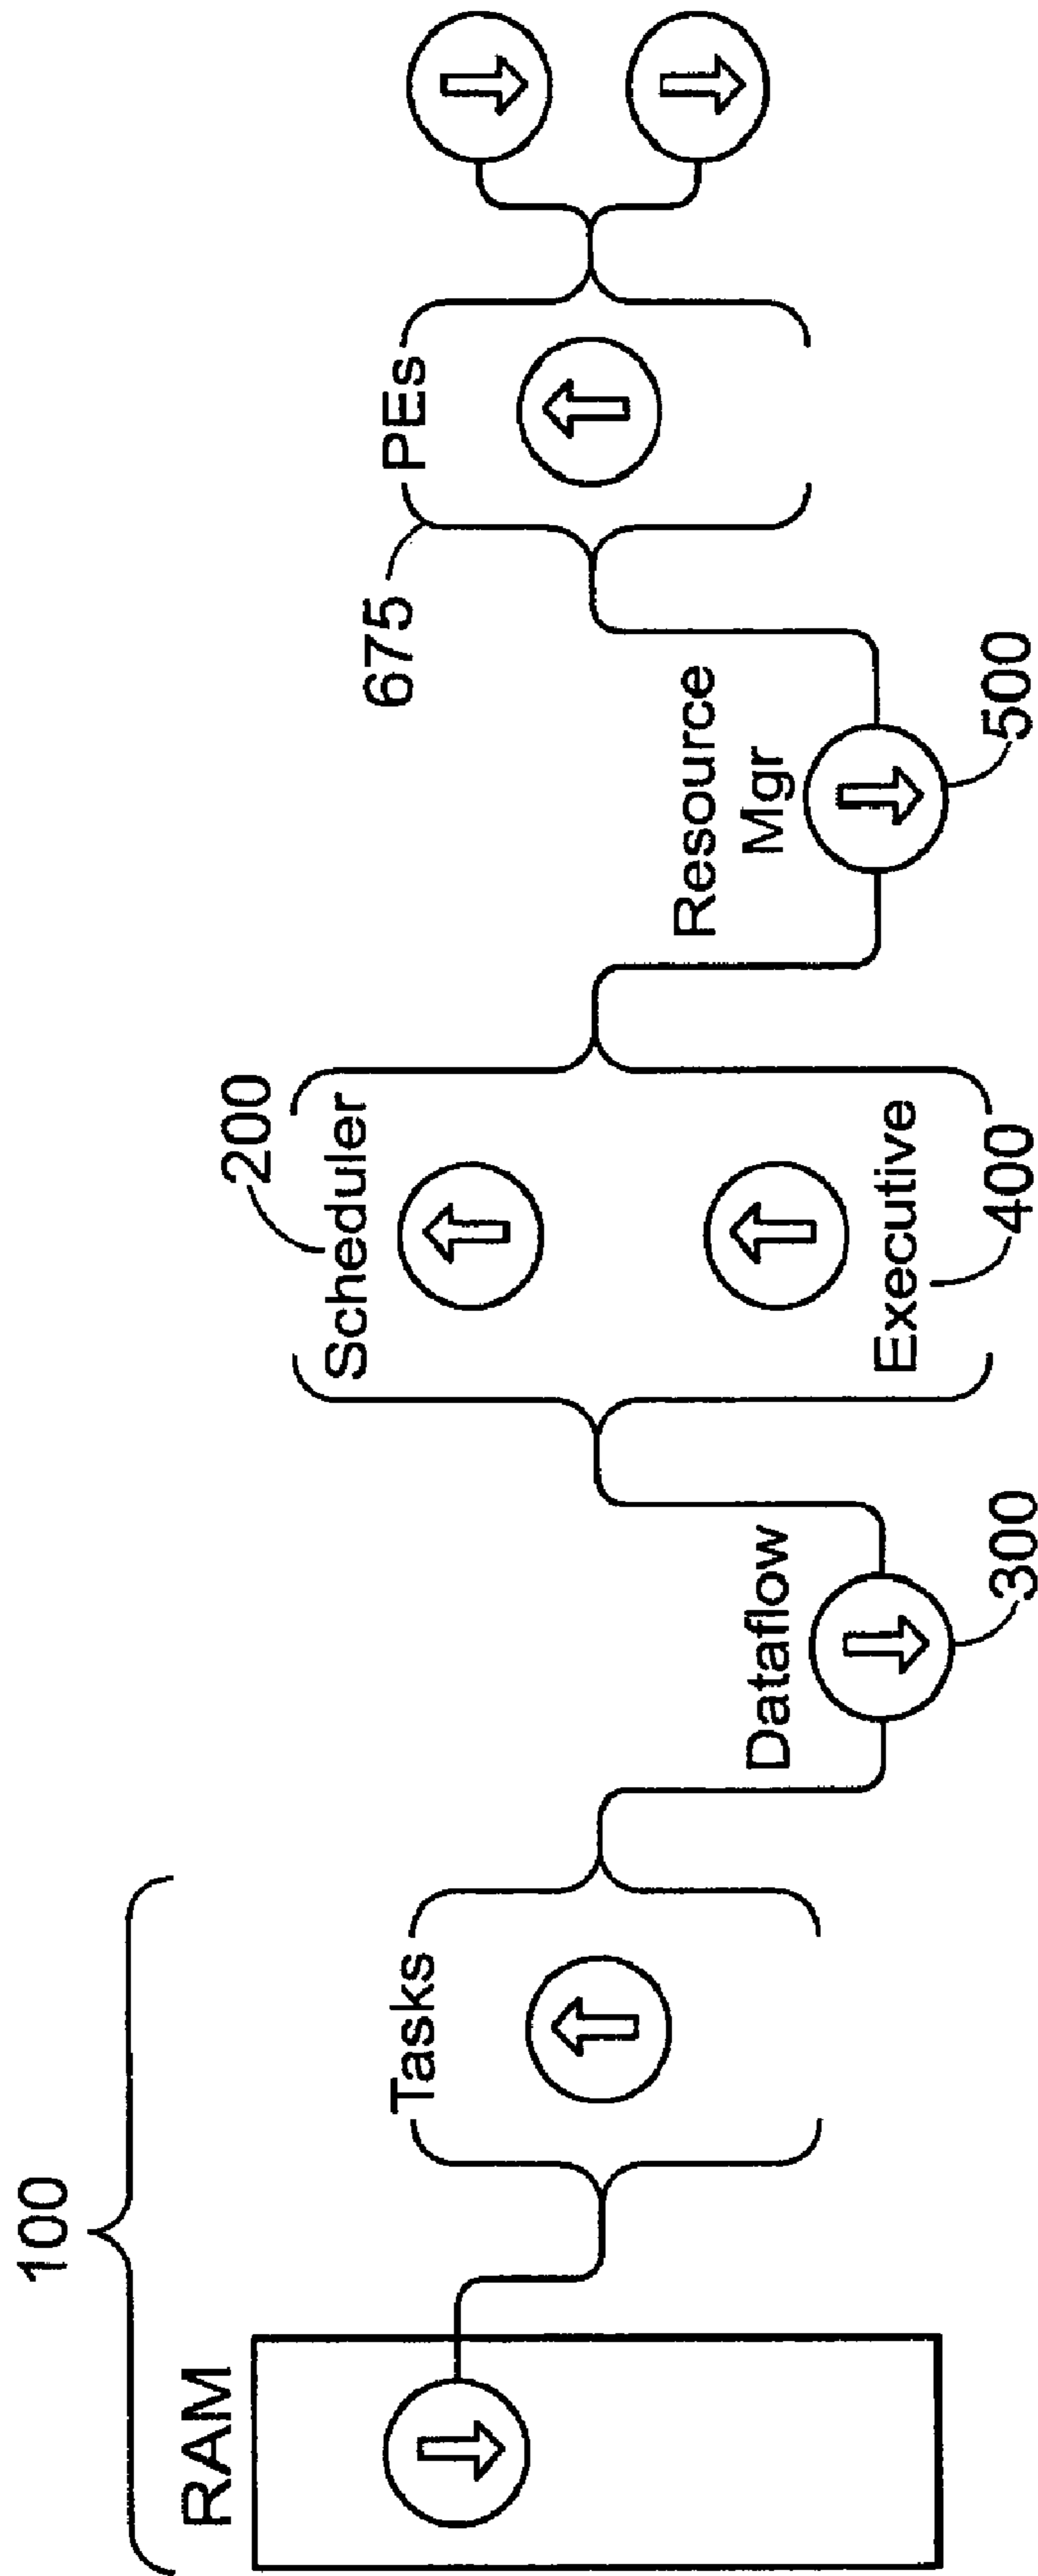 100
RAM
Tasks
Dataflow
300
Scheduler
200
Executive
400
Resource
Mgr
500
PEs
675